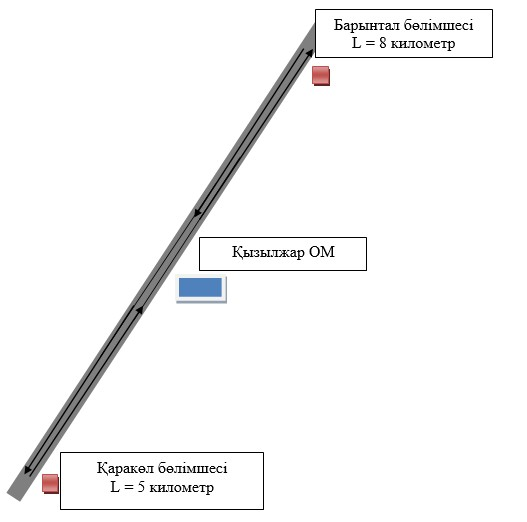 Барынтал бөлімшесі
L = 8 километр
Қызылжар ОМ
Қаракөл бөлімшесі
L = 5 километр